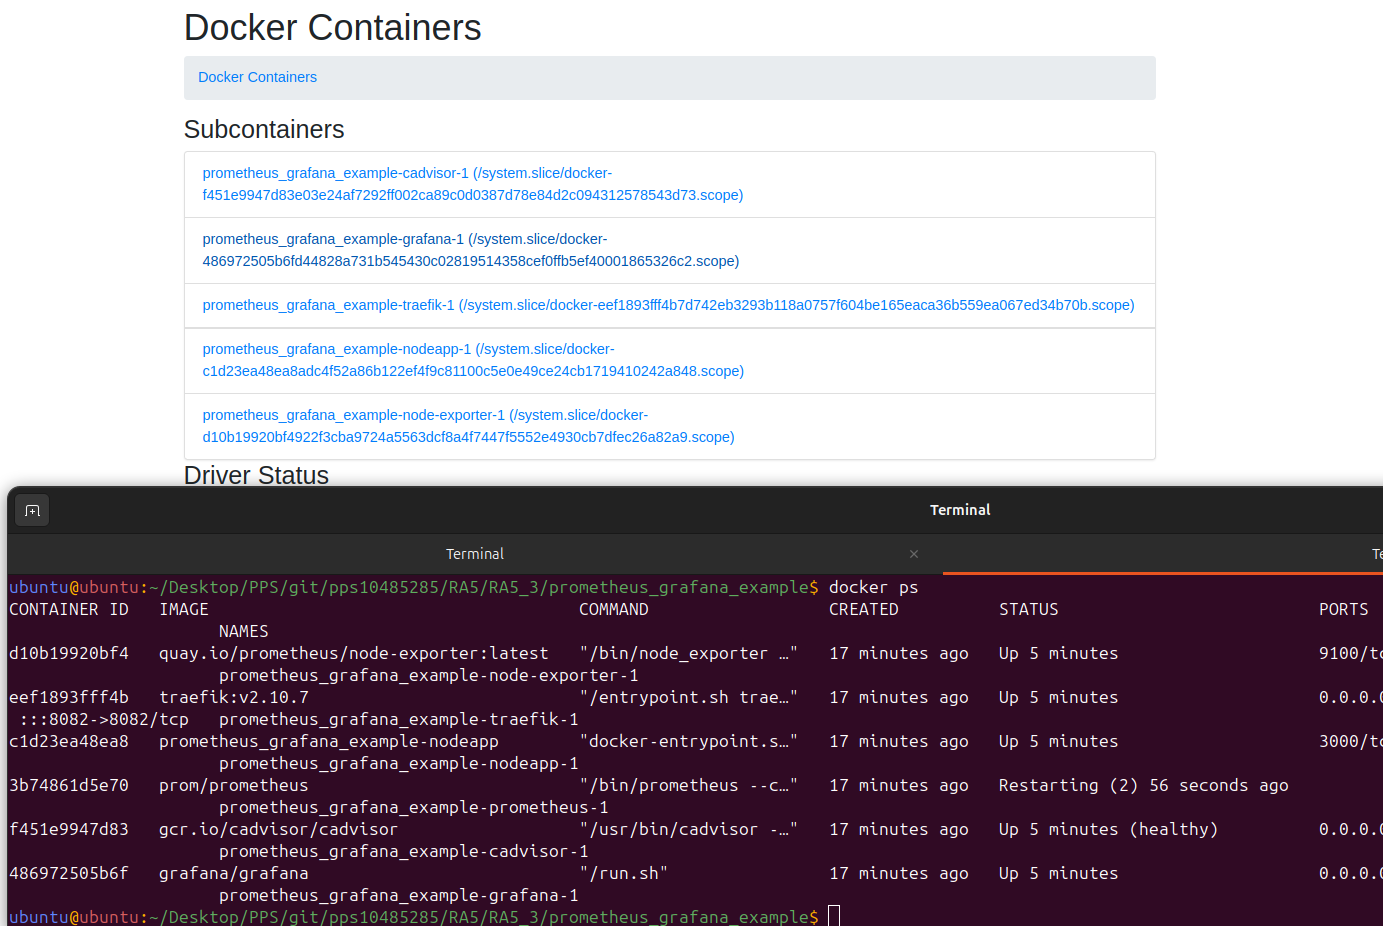 Docker Containers
Docker Containers
Subcontainers
prometheus_grafana_example-cadvisor-1 (/system.slice/docker-
f451e9947d83e03e24af7292ff002ca89c0d0387d78e84d2c094312578543d73.scope)
prometheus_grafana_example-grafana-1 (/system.slice/docker-
486972505b6fd44828a731b545430c02819514358cef0ffb5ef40001865326c2.scope)
prometheus_grafana_example-traefik-1 (/system.slice/docker-eef1893fff4b7d742eb3293b118a0757f604be165eaca36b559ea067ed34b70b.scope)
prometheus_grafana_example-nodeapp-1 (/system.slice/docker-
c1d23ea48ea8adc4f52a86b122ef4f9c81100c5e0e49ce24cb1719410242a848.scope)
prometheus_grafana_example-node-exporter-1 (/system.slice/docker-
d10b19920bf4922f3cba9724a5563dcf8a4f7447f5552e4930cb7dfec26a82a9.scope)
Driver Status
Terminal
Terminal × Te
ubuntu@ubuntu:~/Desktop/PPS/git/pps10485285/RA5/RA5_3/prometheus_grafana_example$ docker ps
CONTAINER ID IMAGE COMMAND CREATED STATUS PORTS
NAMES
d10b19920bf4 quay.io/prometheus/node-exporter:latest "/bin/node_exporter …" 17 minutes ago Up 5 minutes 9100/tc
prometheus_grafana_example-node-exporter-1
eef1893fff4b traefik:v2.10.7 "/entrypoint.sh trae…" 17 minutes ago Up 5 minutes 0.0.0.0
:::8082->8082/tcp prometheus_grafana_example-traefik-1
c1d23ea48ea8 prometheus_grafana_example-nodeapp "docker-entrypoint.s…" 17 minutes ago Up 5 minutes 3000/tc
prometheus_grafana_example-nodeapp-1
3b74861d5e70 prom/prometheus "/bin/prometheus --c…" 17 minutes ago Restarting (2) 56 seconds ago
prometheus_grafana_example-prometheus-1
f451e9947d83 gcr.io/cadvisor/cadvisor "/usr/bin/cadvisor -…" 17 minutes ago Up 5 minutes (healthy) 0.0.0.0
prometheus_grafana_example-cadvisor-1
486972505b6f grafana/grafana "/run.sh" 17 minutes ago Up 5 minutes 0.0.0.0
prometheus_grafana_example-grafana-1
ubuntu@ubuntu:~/Desktop/PPS/git/pps10485285/RA5/RA5_3/prometheus_grafana_example$